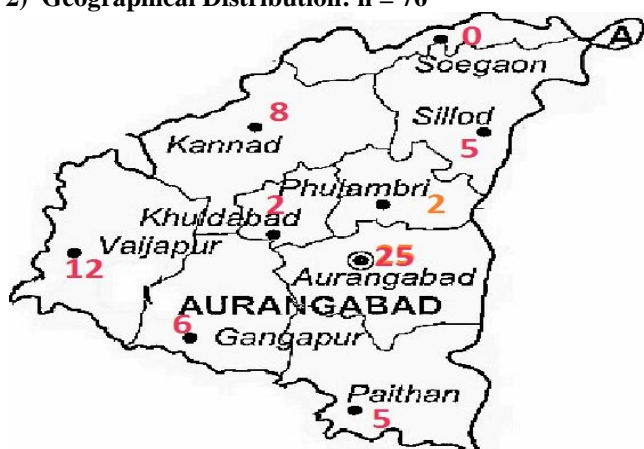 2) Geographical Distribution: n = 76
0
A
Soegaon
8
Sillod
Kannad
5
Phulambri
2
2
Khuldabad
Vaijapur
25
12
Aurangabad
AURANGABAD
6
Gangapur
Paithan
5